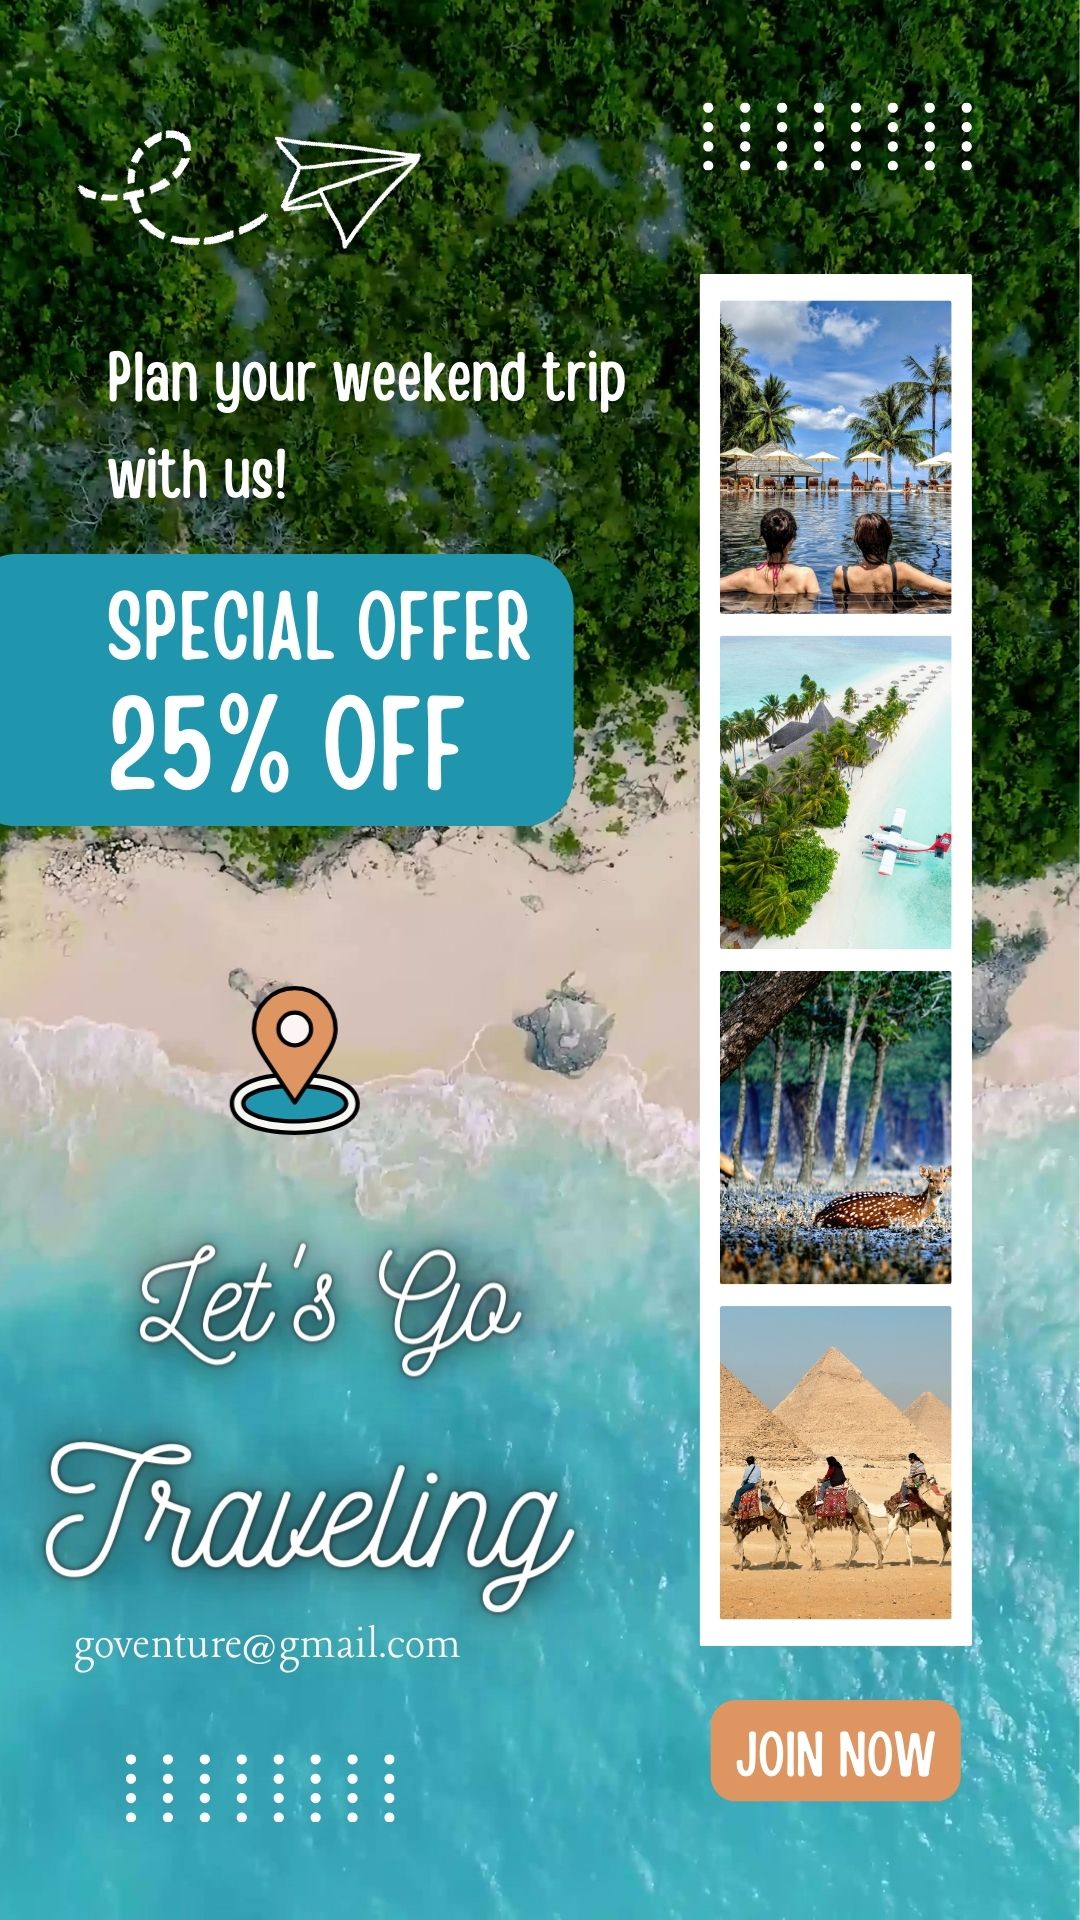 Plan your weekend trip
with us!
SPECIAL OFFER
25% OFF
Let's Go
Traveling
goventure@gmail.com
JOIN NOW